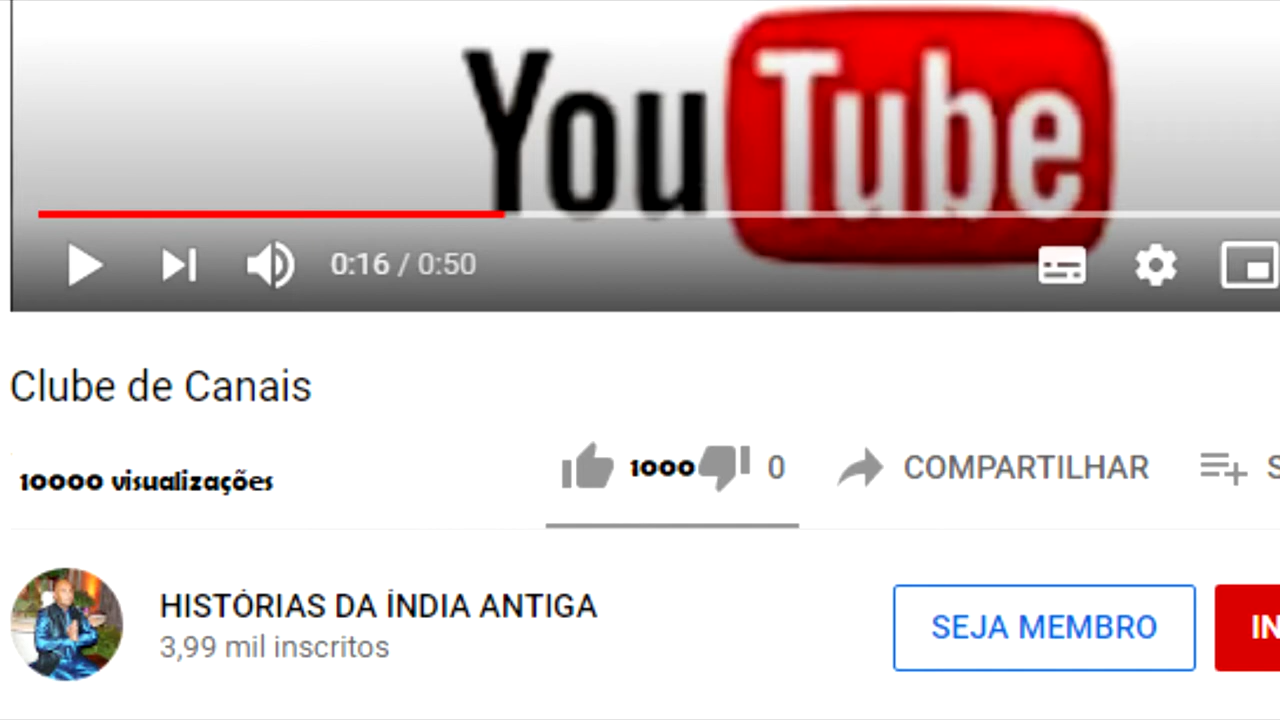 YouTube
0:16 / 0:50
Clube de Canais
10000 visualizações
1000
0
COMPARTILHAR
S
HISTÓRIAS DA ÍNDIA ANTIGA
3,99 mil inscritos
SEJA MEMBRO
IN